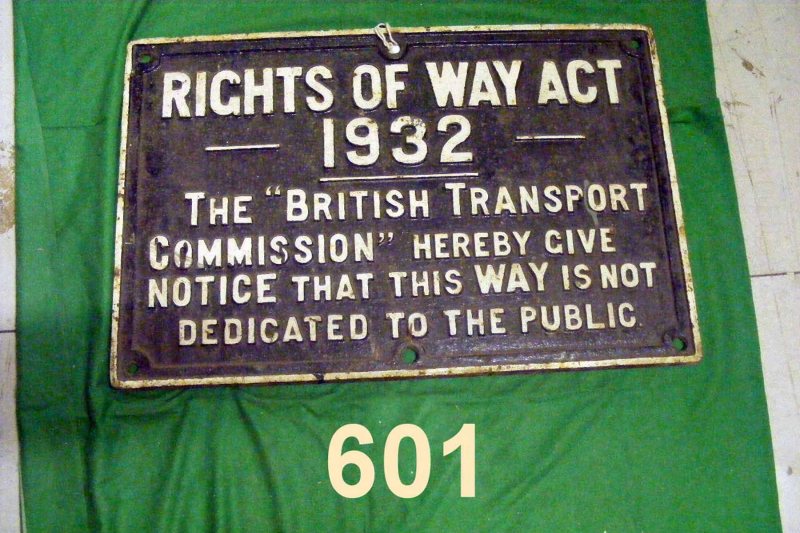 RIGHTS OF WAY ACT
1932
THE "BRITISH TRANSPORT
COMMISSION" HEREBY GIVE
NOTICE THAT THIS WAY IS NOT
DEDICATED TO THE PUBLIC.
601